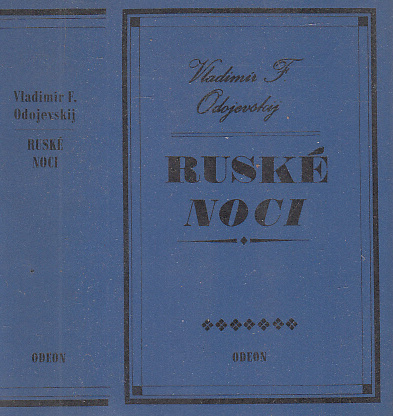 Vladimir F.
Odojevskij
RUSKÉ
NOCI
ODEON
Vladimir F.
Odojevskij
RUSKÉ
NOCI
ODEON